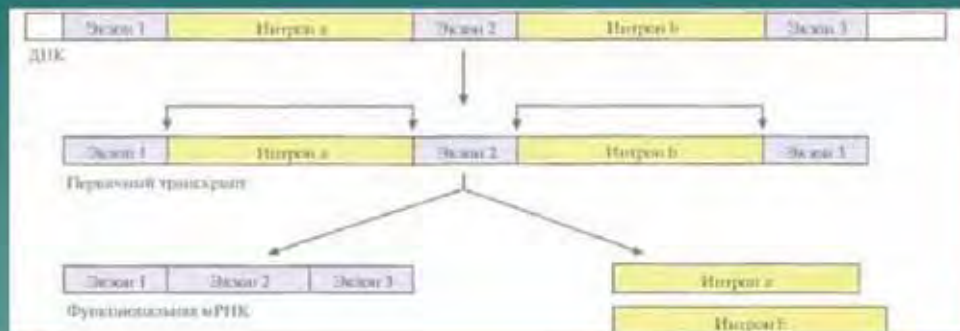 Экзон 1 Интрон a Экзон 2 Интрон b Экзон 3
ДНК
Экзон 1 Интрон a Экзон 2 Интрон b Экзон 3
Первичный транскрипт
Экзон 1 Экзон 2 Экзон 3 Интрон a
Функциональная мРНК
Интрон b